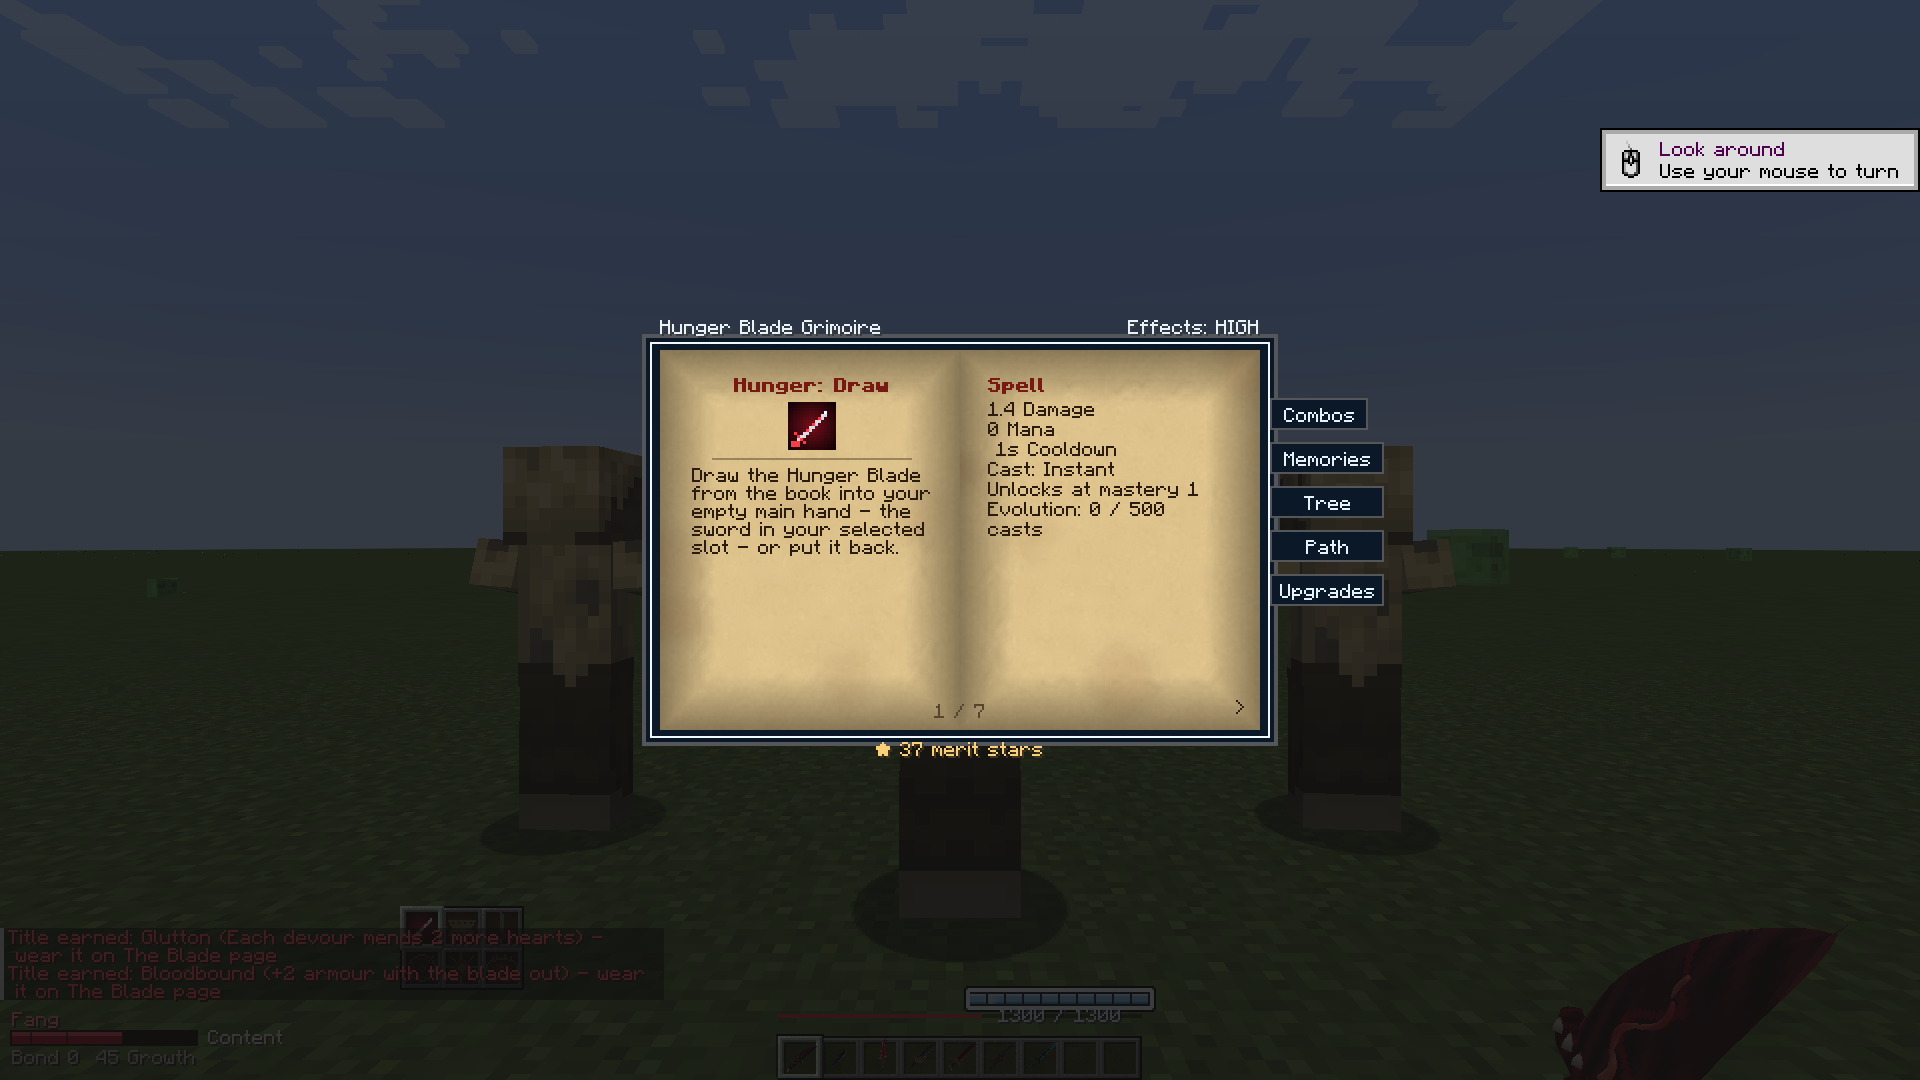 Look around
Use your mouse to turn
Hunger Blade Grimoire
Effects: HIGH
Hunger: Draw
Draw the Hunger Blade
from the book into your
empty main hand - the
sword in your selected
slot - or put it back.
Spell
1.4 Damage
0 Mana
1s Cooldown
Cast: Instant
Unlocks at mastery 1
Evolution: 0 / 500
casts
1 / 7
>
Combos
Memories
Tree
Path
Upgrades
37 merit stars
Title earned: Glutton (Each devour mends 2 more hearts) -
wear it on The Blade page
Title earned: Bloodbound (+2 armour with the blade out) - wear
it on The Blade page
Fang
Content
Bond 0 45 Growth
1300 / 1300